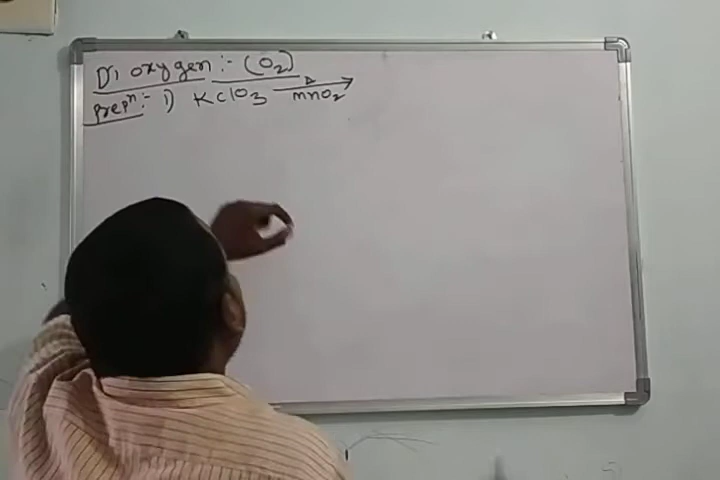 Di oxygen :- (O₂)
Prepⁿ :- 1) KClO₃ —Δ/MnO₂→